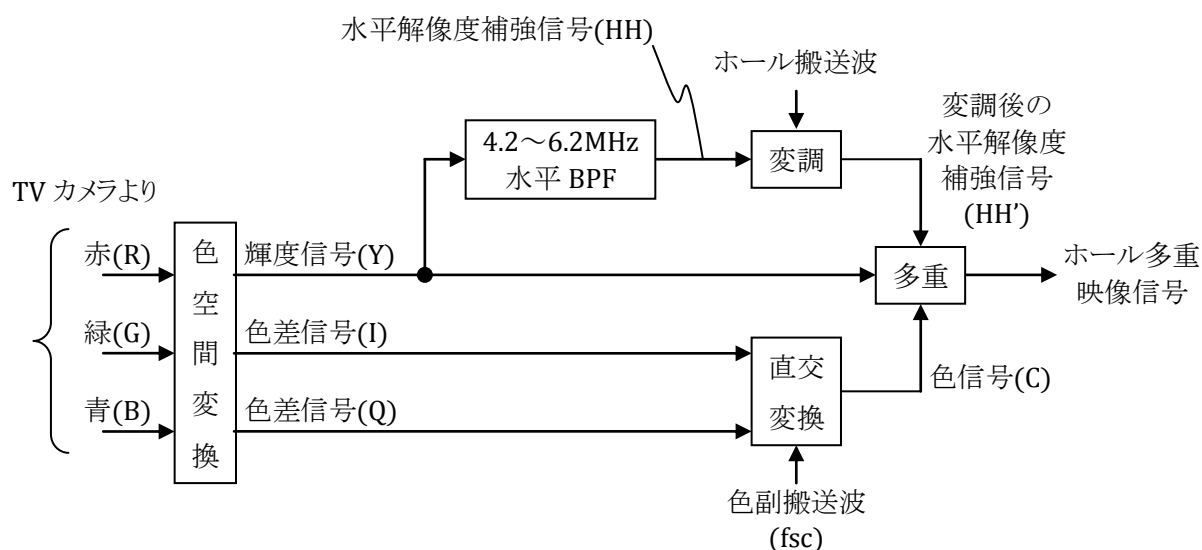 水平解像度補強信号(HH)
ホール搬送波
変調後の
水平解像度
補強信号
(HH’)
4.2～6.2MHz
水平 BPF
変調
TV カメラより
赤(R)
緑(G)
青(B)
色
空
間
変
換
輝度信号(Y)
色差信号(I)
色差信号(Q)
多重
ホール多重
映像信号
直交
変換
色信号(C)
色副搬送波
(fsc)